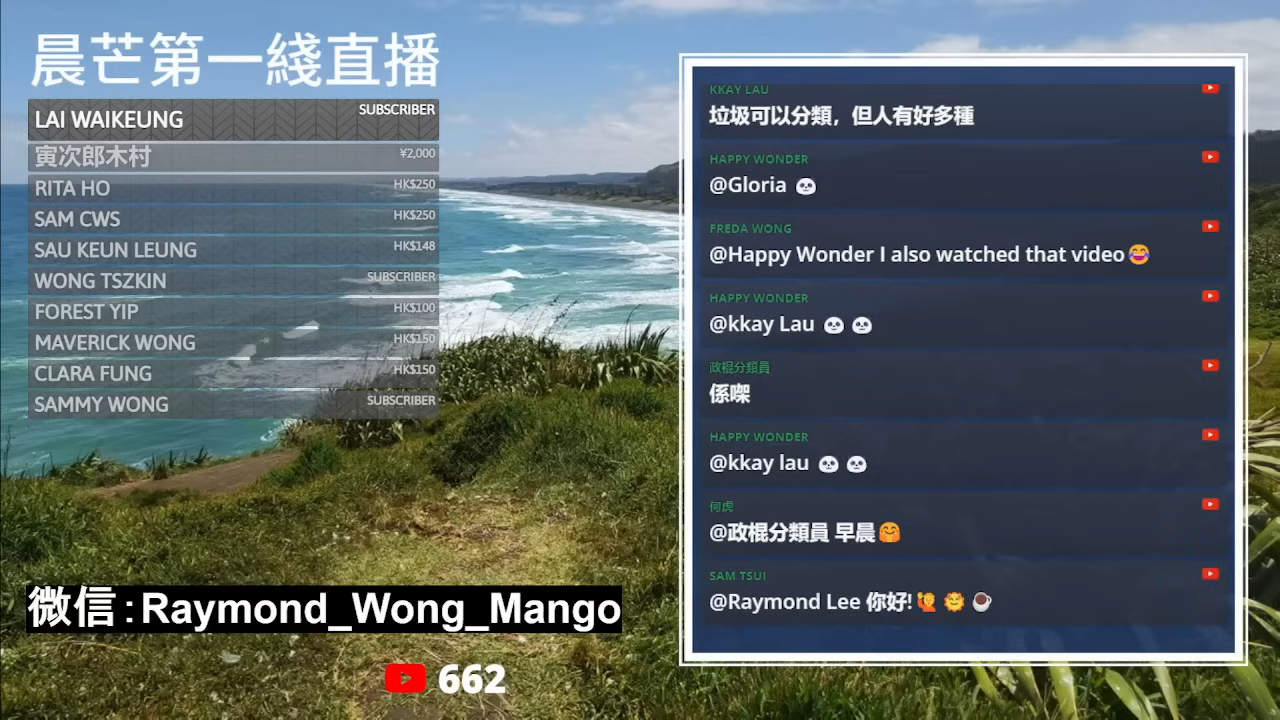 晨芒第一綫直播
LAI WAIKEUNG SUBSCRIBER
寅次郎木村 ¥2,000
RITA HO HK$250
SAM CWS HK$250
SAU KEUN LEUNG HK$148
WONG TSZKIN SUBSCRIBER
FOREST YIP HK$100
MAVERICK WONG HK$150
CLARA FUNG HK$150
SAMMY WONG SUBSCRIBER
微信:Raymond_Wong_Mango
662
KKAY LAU
垃圾可以分類，但人有好多種
HAPPY WONDER
@Gloria 🐼
FREDA WONG
@Happy Wonder I also watched that video😂
HAPPY WONDER
@kkay Lau 🐼 🐼
政棍分類員
係㗎
HAPPY WONDER
@kkay lau 🐼 🐼
何虎
@政棍分類員 早晨🤗
SAM TSUI
@Raymond Lee 你好!🙋 🌞 ☕